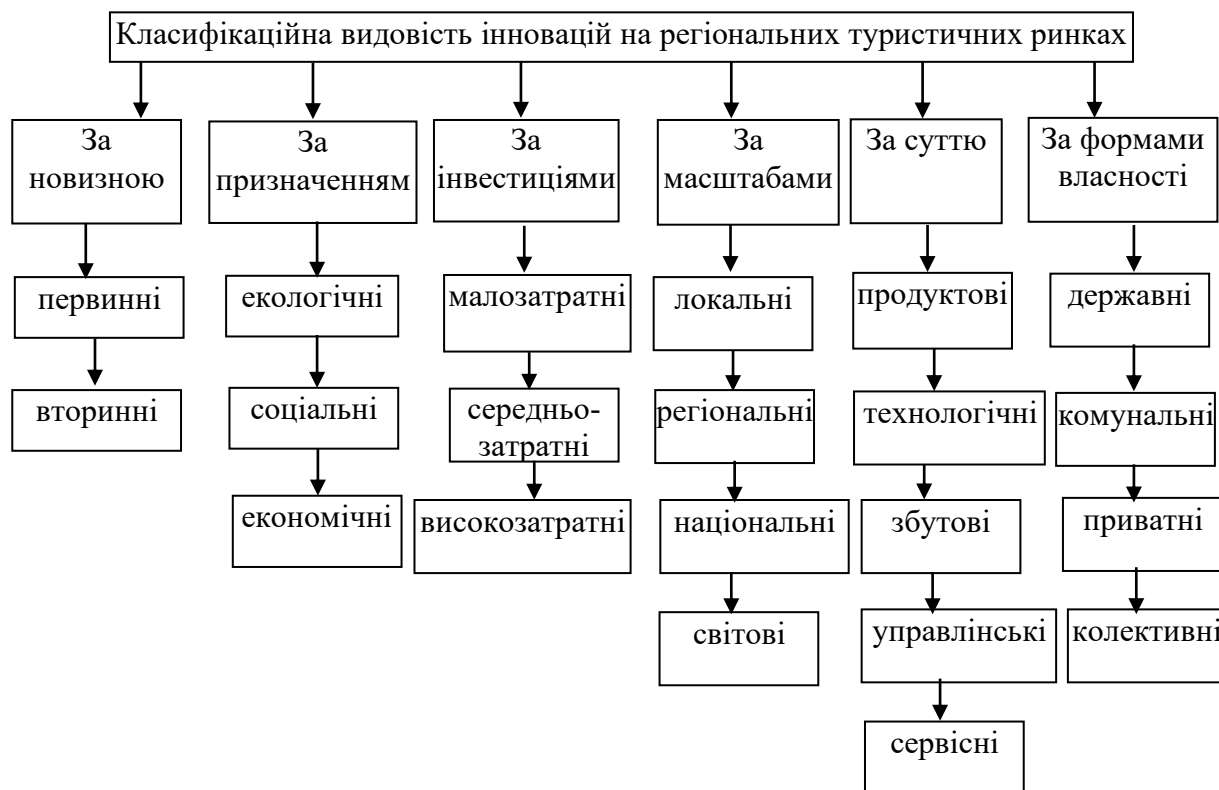 Класифікаційна видовість інновацій на регіональних туристичних ринках
За
новизною
первинні
вторинні
За
призначенням
екологічні
соціальні
економічні
За
інвестиціями
малозатратні
середньо-
затратні
високозатратні
За
масштабами
локальні
регіональні
національні
світові
За суттю
продуктові
технологічні
збутові
управлінські
сервісні
За формами
власності
державні
комунальні
приватні
колективні